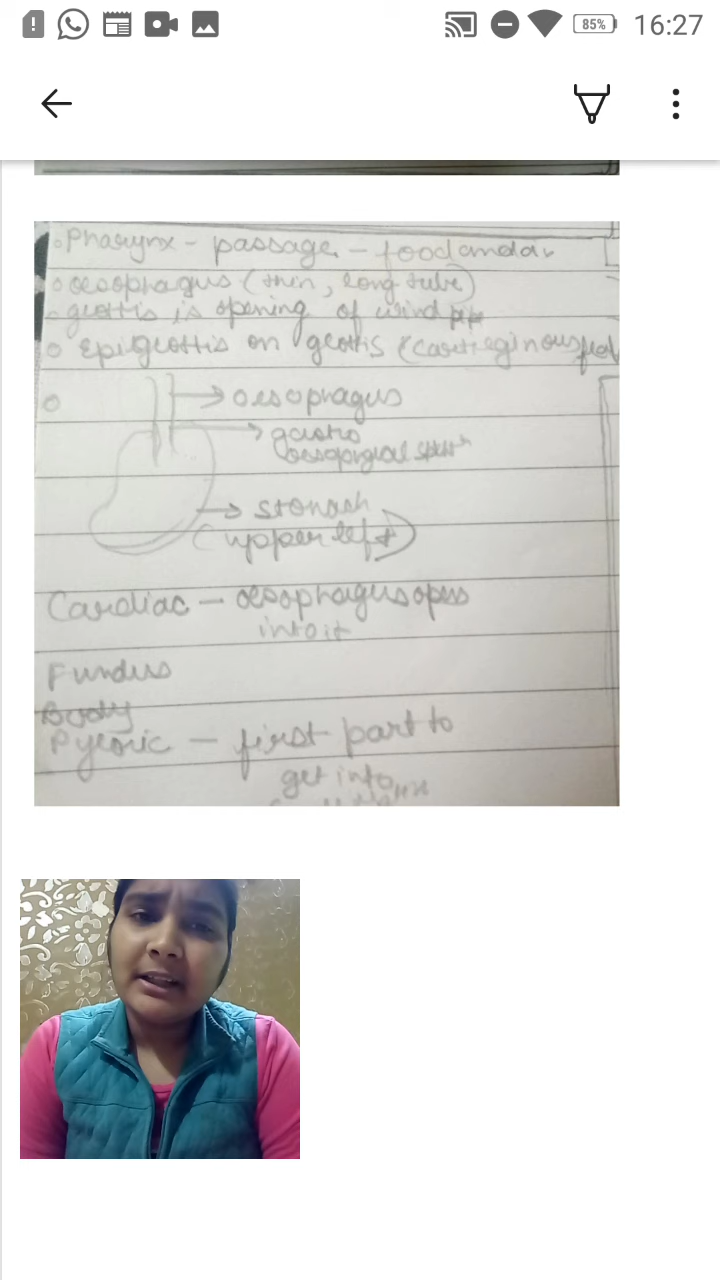 85% 16:27
Pharynx - passage - food and air
oesophagus (thin, long tube)
glottis is opening of wind pipe
Epiglottis on glottis (cartilaginous
oesophagus
gastro
stomach
(upper left)
Cardiac - oesophagus opes
into it
Fundus
Body
Pyloric - first part to
get into